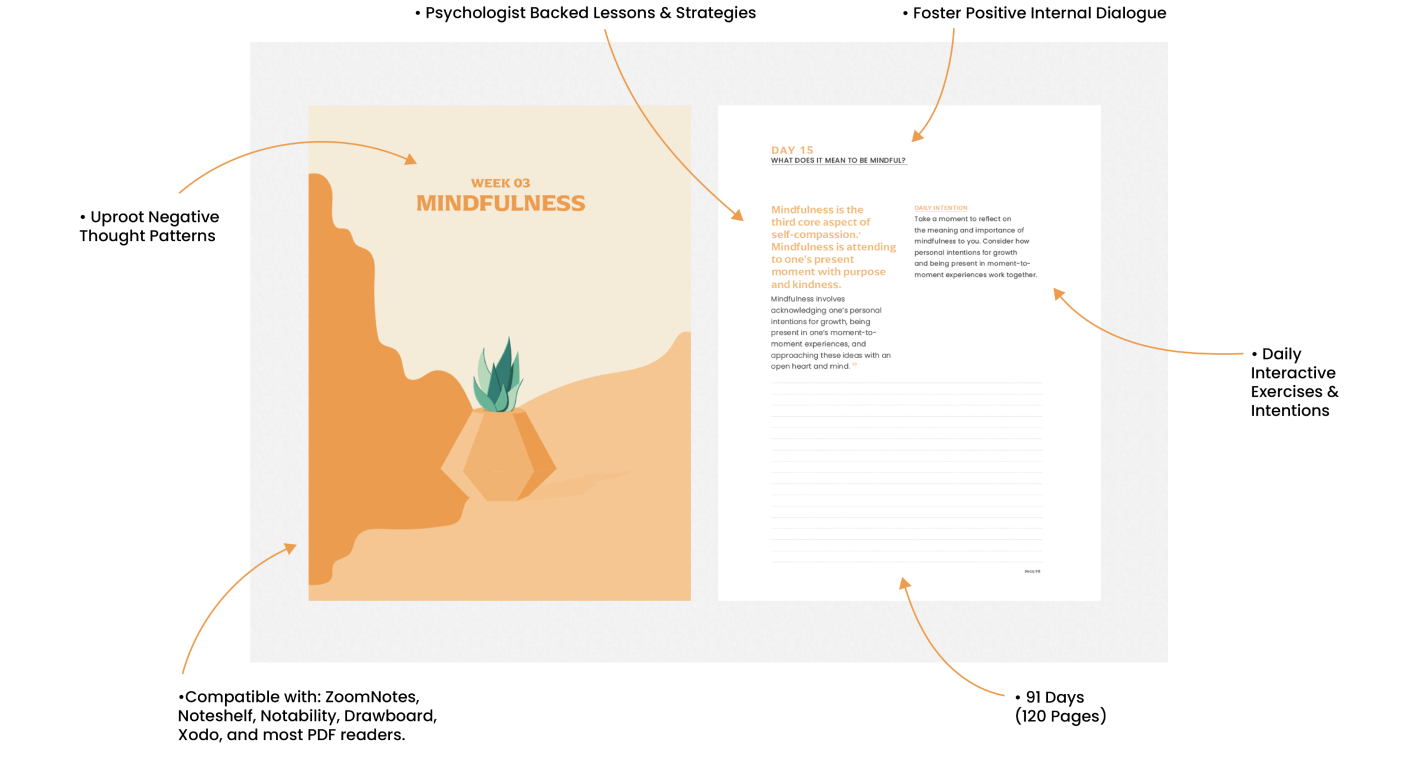 • Psychologist Backed Lessons & Strategies
• Foster Positive Internal Dialogue
• Uproot Negative
Thought Patterns
WEEK 03
MINDFULNESS
DAY 15
WHAT DOES IT MEAN TO BE MINDFUL?
Mindfulness is the
third core aspect of
self-compassion.
Mindfulness is attending
to one's present
moment with purpose
and kindness.
Mindfulness involves
acknowledging one's personal
intentions for growth, being
present in one's moment-to-
moment experiences, and
approaching these ideas with an
open heart and mind.
DAILY INTENTION
Take a moment to reflect on
the meaning and importance of
mindfulness to you. Consider how
personal intentions for growth
and being present in moment-to-
moment experiences work together.
• Daily
Interactive
Exercises &
Intentions
•Compatible with: ZoomNotes,
Noteshelf, Notability, Drawboard,
Xodo, and most PDF readers.
• 91 Days
(120 Pages)